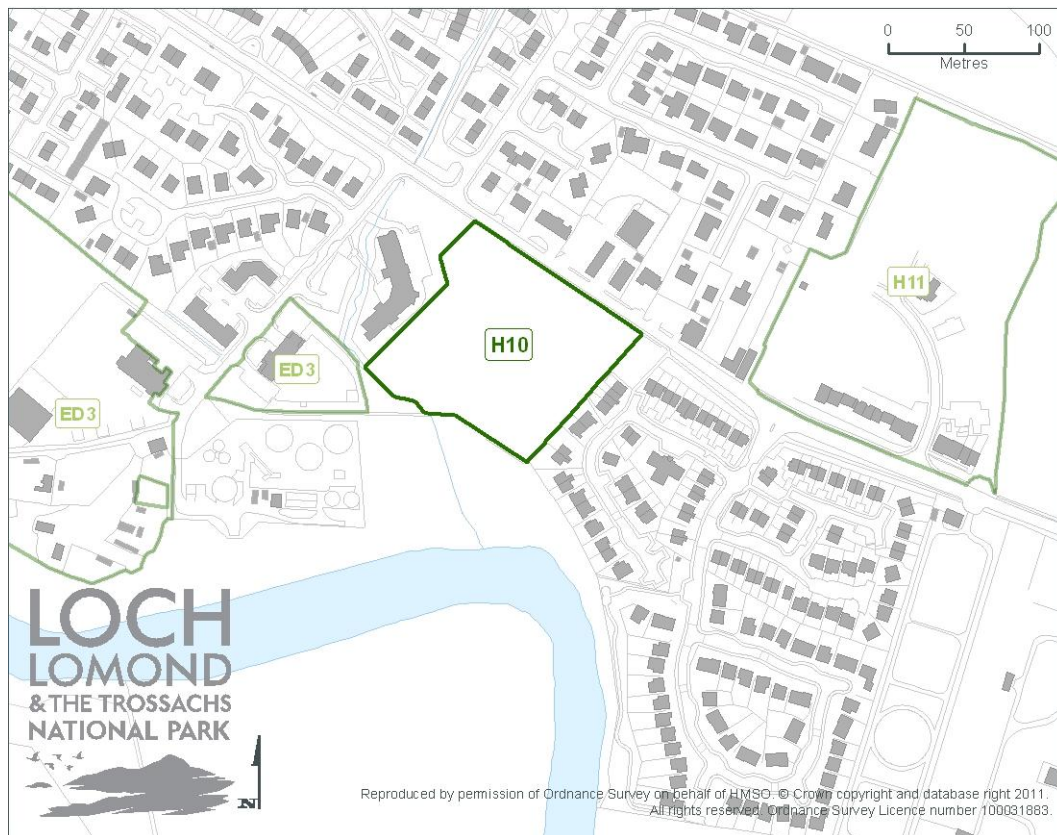 0 50 100
Metres
H11
H10
ED 3
ED 3
LOCH
LOMOND
& THE TROSSACHS
NATIONAL PARK
N
Reproduced by permission of Ordnance Survey on behalf of HMSO. © Crown copyright and database right 2011.
All rights reserved. Ordnance Survey Licence number 100031883